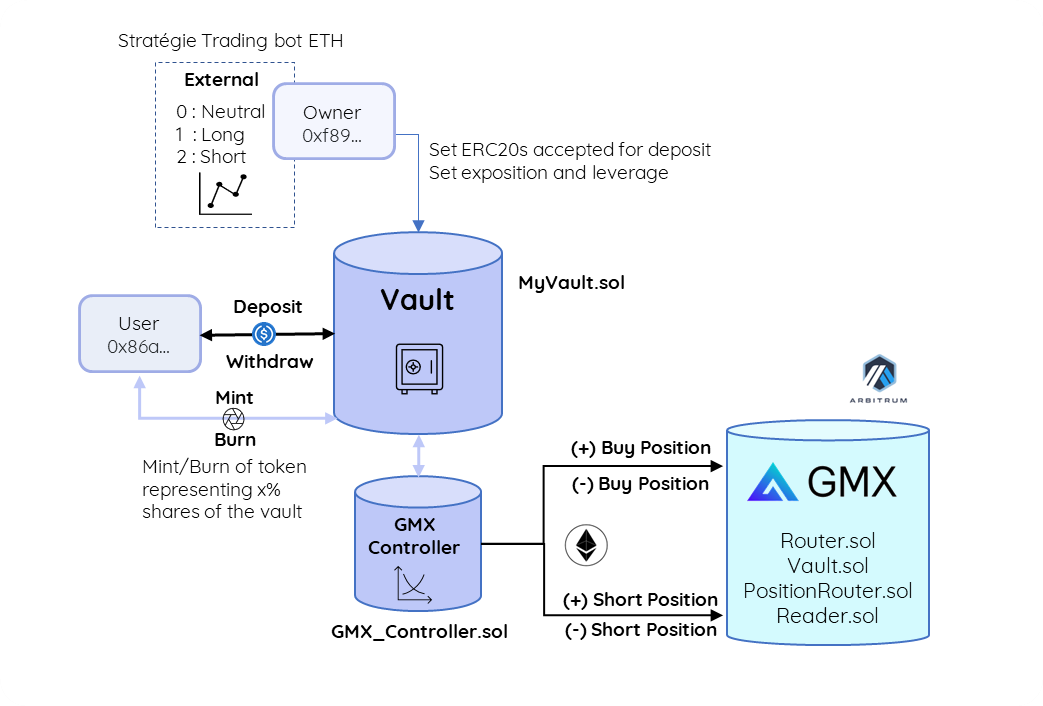 Stratégie Trading bot ETH
External
0 : Neutral
1 : Long
2 : Short
Owner
0xf89...
Set ERC20s accepted for deposit
Set exposition and leverage
Vault
MyVault.sol
User
0x86a...
Deposit
Withdraw
Mint
Burn
Mint/Burn of token
representing x%
shares of the vault
GMX
Controller
GMX_Controller.sol
(+) Buy Position
(-) Buy Position
(+) Short Position
(-) Short Position
ARBITRUM
GMX
Router.sol
Vault.sol
PositionRouter.sol
Reader.sol